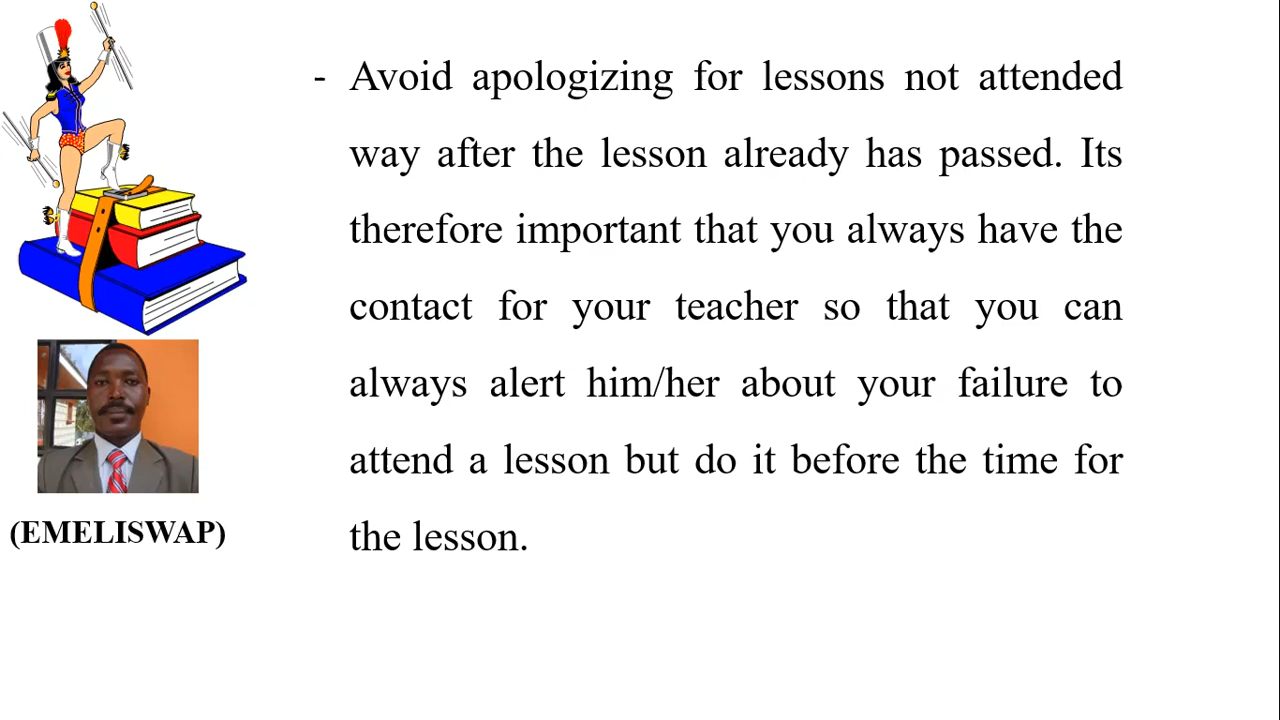 - Avoid apologizing for lessons not attended
way after the lesson already has passed. Its
therefore important that you always have the
contact for your teacher so that you can
always alert him/her about your failure to
attend a lesson but do it before the time for
the lesson.
(EMELISWAP)